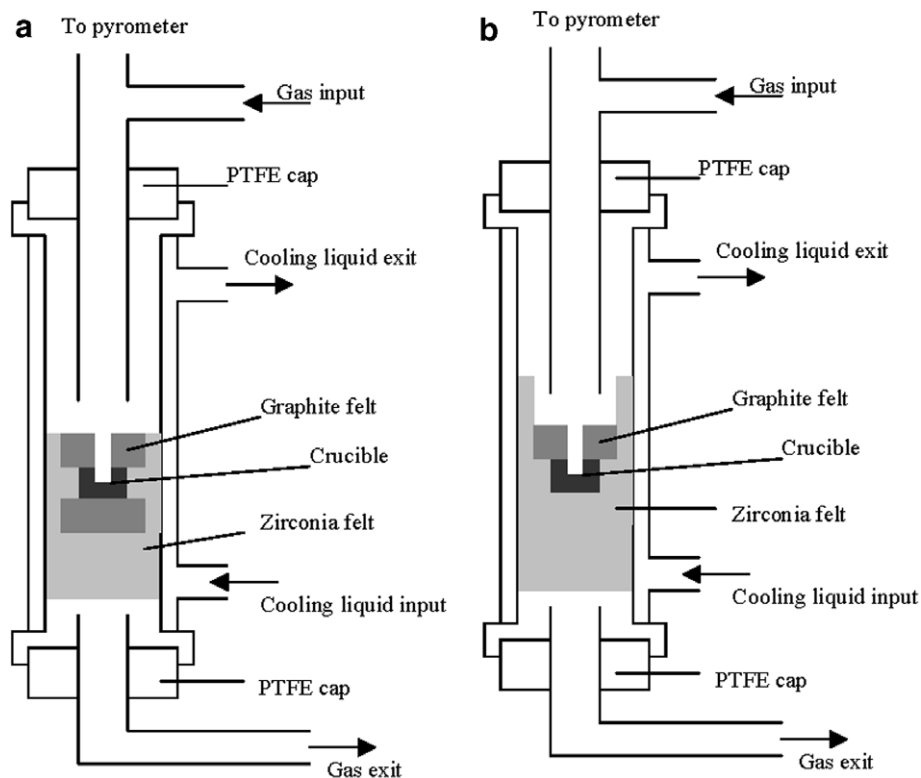 a
To pyrometer
Gas input
PTFE cap
Cooling liquid exit
Graphite felt
Crucible
Zirconia felt
Cooling liquid input
PTFE cap
Gas exit
b
To pyrometer
Gas input
PTFE cap
Cooling liquid exit
Graphite felt
Crucible
Zirconia felt
Cooling liquid input
PTFE cap
Gas exit